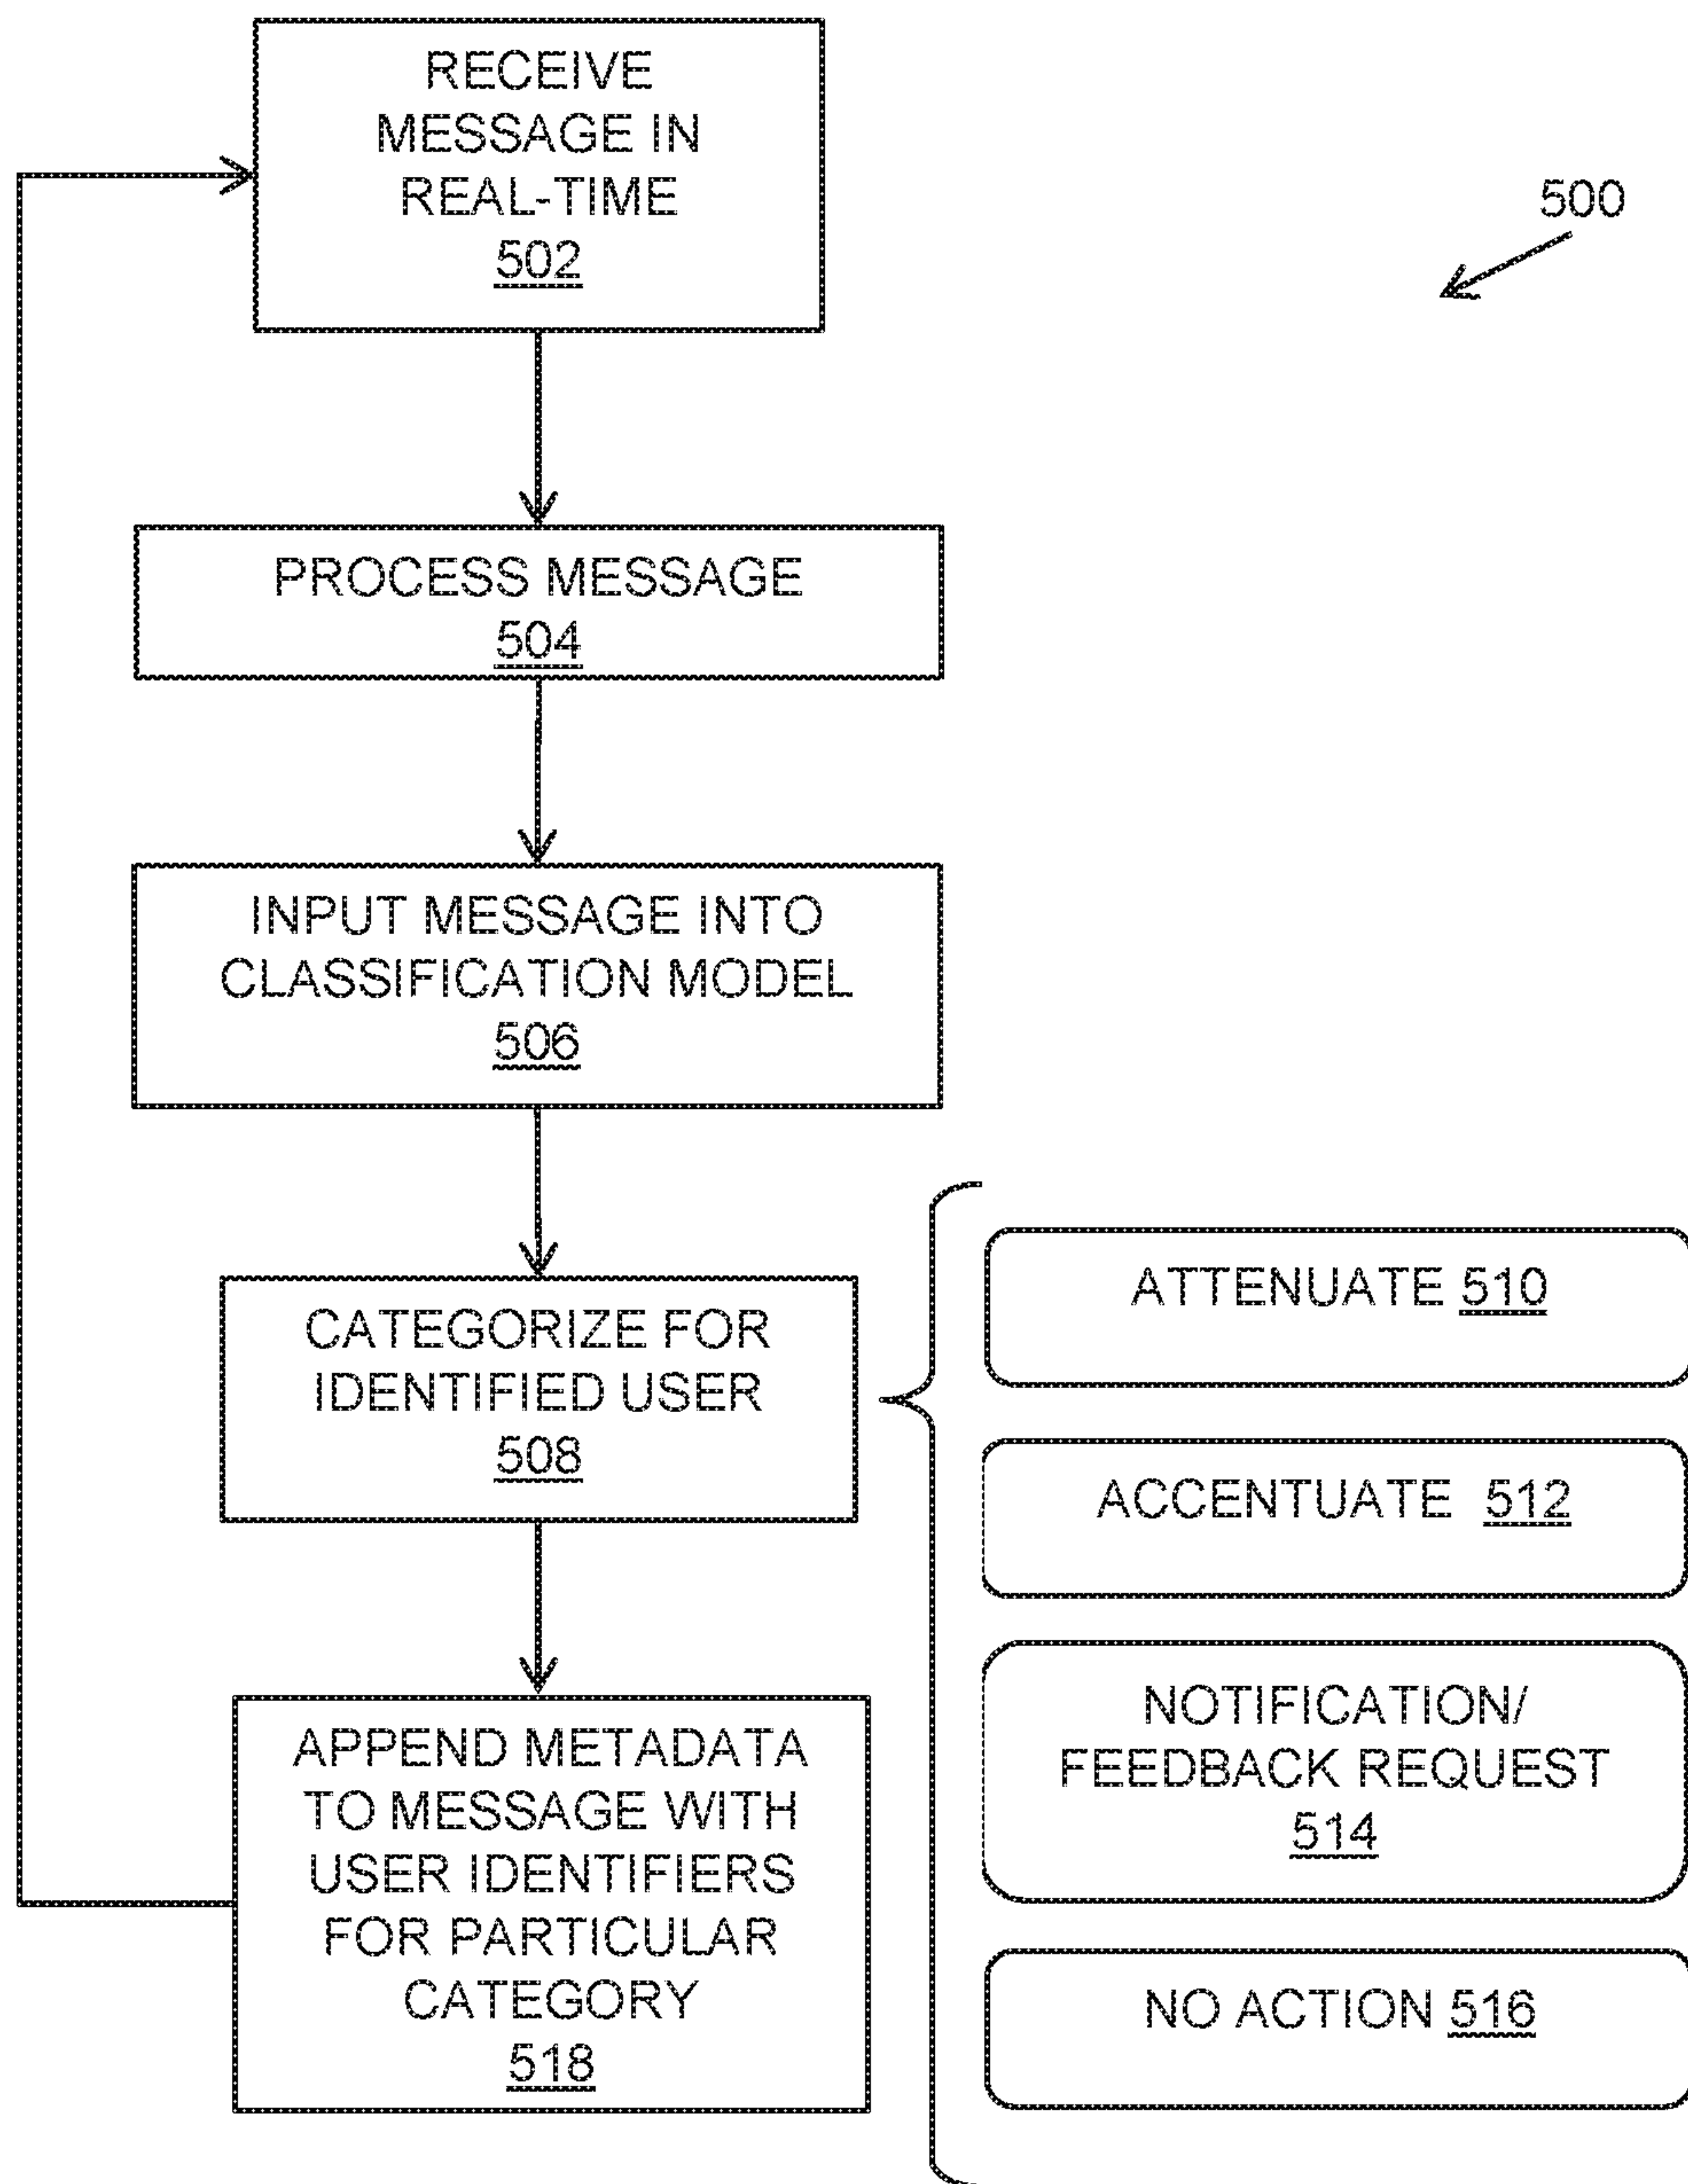 RECEIVE
MESSAGE IN
REAL-TIME
502
500
PROCESS MESSAGE
504
INPUT MESSAGE INTO
CLASSIFICATION MODEL
506
CATEGORIZE FOR
IDENTIFIED USER
508
ATTENUATE 510
ACCENTUATE 512
NOTIFICATION/
FEEDBACK REQUEST
514
NO ACTION 516
APPEND METADATA
TO MESSAGE WITH
USER IDENTIFIERS
FOR PARTICULAR
CATEGORY
518